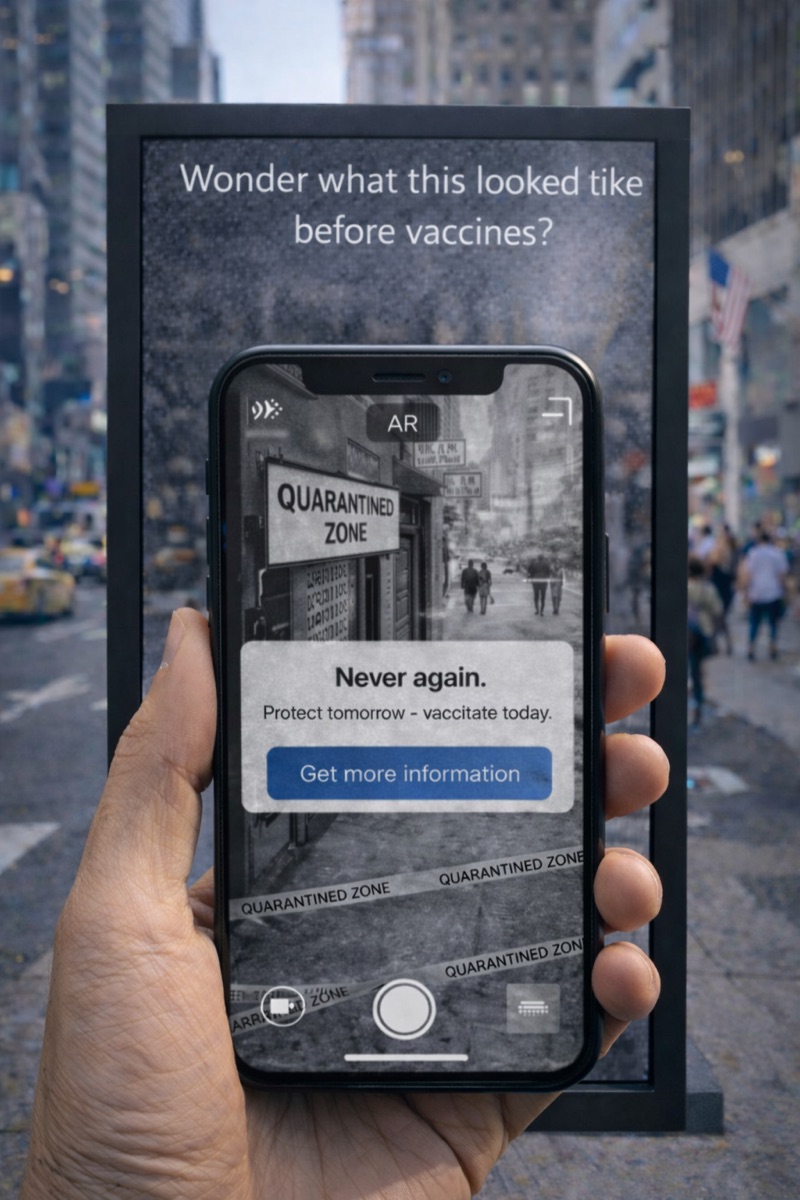 Wonder what this looked tike
before vaccines?
AR
QUARANTINED
ZONE
Never again.
Protect tomorrow - vaccitate today.
Get more information
QUARANTINED ZONE
QUARANTINED ZONE
QUARANTINED ZON
ZONE